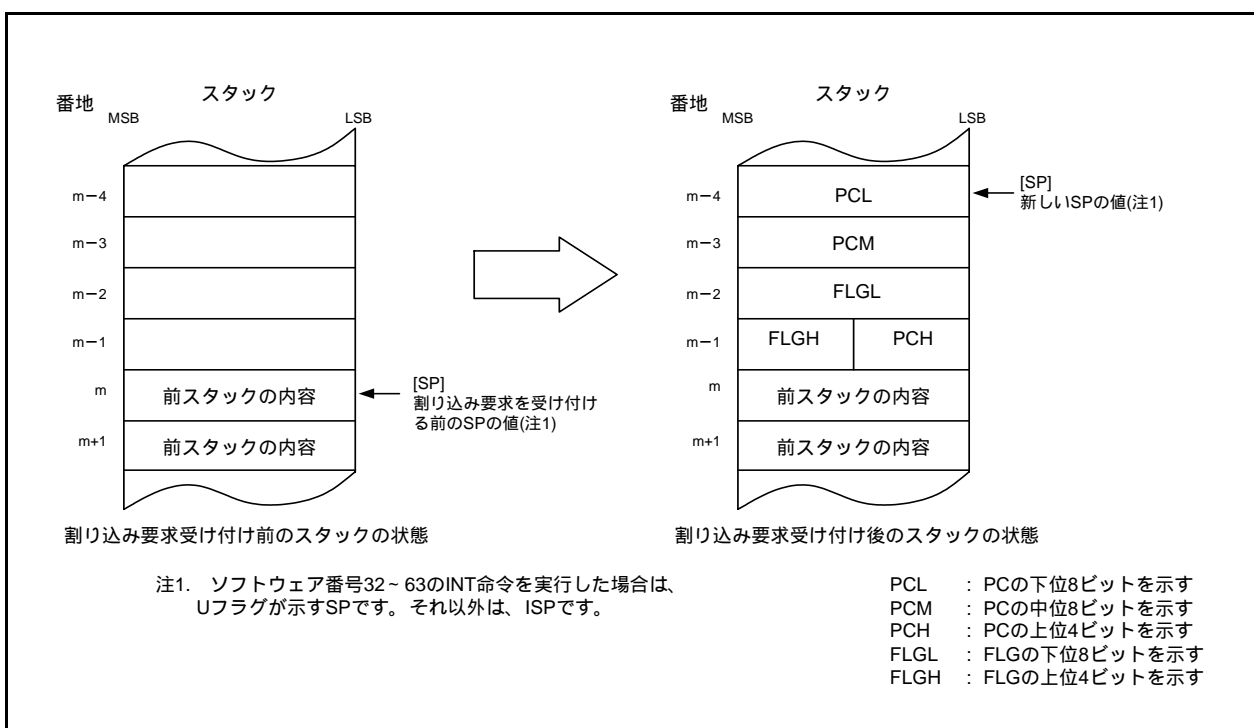 スタック
番地
MSB
LSB
m－4
m－3
m－2
m－1
m
前スタックの内容
m+1
前スタックの内容
[SP]
割り込み要求を受け付け
る前のSPの値(注1)
割り込み要求受け付け前のスタックの状態
スタック
番地
MSB
LSB
m－4
PCL
m－3
PCM
m－2
FLGL
m－1
FLGH
PCH
m
前スタックの内容
m+1
前スタックの内容
[SP]
新しいSPの値(注1)
割り込み要求受け付け後のスタックの状態
注1. ソフトウェア番号32~63のINT命令を実行した場合は、
Uフラグが示すSPです。それ以外は、ISPです。
PCL : PCの下位8ビットを示す
PCM : PCの中位8ビットを示す
PCH : PCの上位4ビットを示す
FLGL : FLGの下位8ビットを示す
FLGH : FLGの上位4ビットを示す